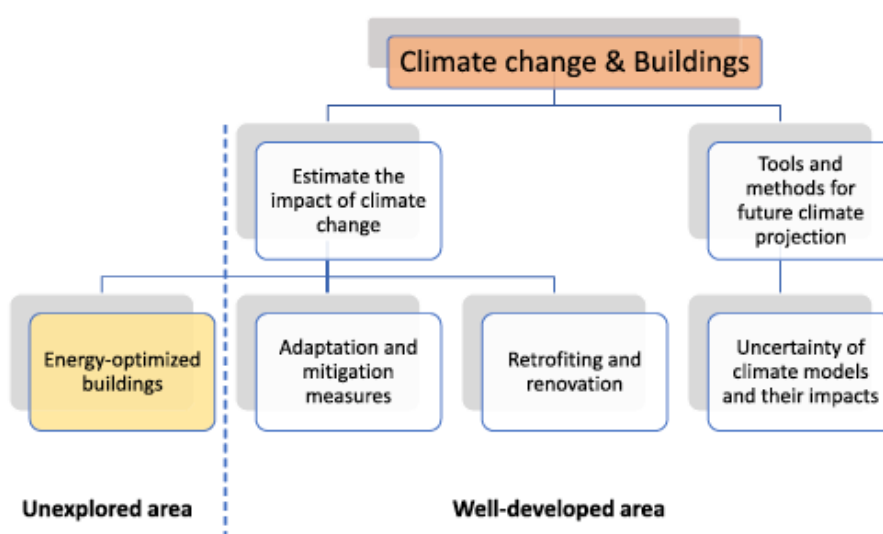 Climate change & Buildings
Estimate the
impact of climate
change
Tools and
methods for
future climate
projection
Energy-optimized
buildings
Adaptation and
mitigation
measures
Retrofiting and
renovation
Uncertainty of
climate models
and their impacts
Unexplored area
Well-developed area